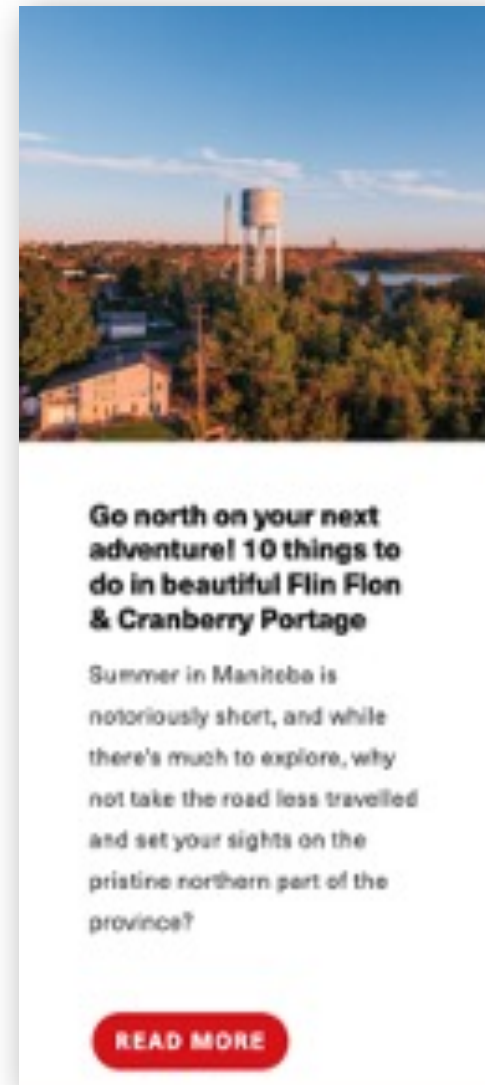 Go north on your next
adventure! 10 things to
do in beautiful Flin Flon
& Cranberry Portage
Summer in Manitoba is
notoriously short, and while
there's much to explore, why
not take the road less travelled
and set your sights on the
pristine northern part of the
province?
READ MORE